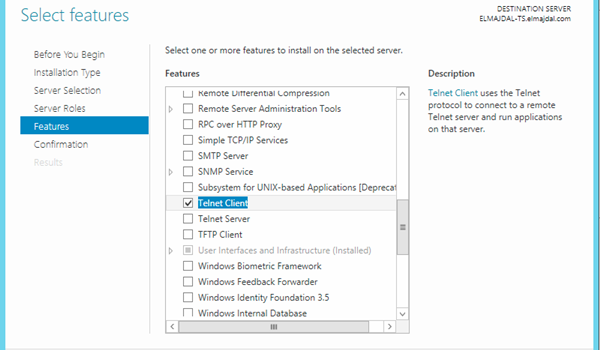 Select features
DESTINATION SERVER
ELMAJDAL-TS.elmajdal.com
Before You Begin
Installation Type
Server Selection
Server Roles
Features
Confirmation
Results
Select one or more features to install on the selected server.
Features
Remote Differential Compression
Remote Server Administration Tools
RPC over HTTP Proxy
Simple TCP/IP Services
SMTP Server
SNMP Service
Subsystem for UNIX-based Applications [Deprecat
Telnet Client
Telnet Server
TFTP Client
User Interfaces and Infrastructure (Installed)
Windows Biometric Framework
Windows Feedback Forwarder
Windows Identity Foundation 3.5
Windows Internal Database
Description
Telnet Client uses the Telnet
protocol to connect to a remote
Telnet server and run applications
on that server.